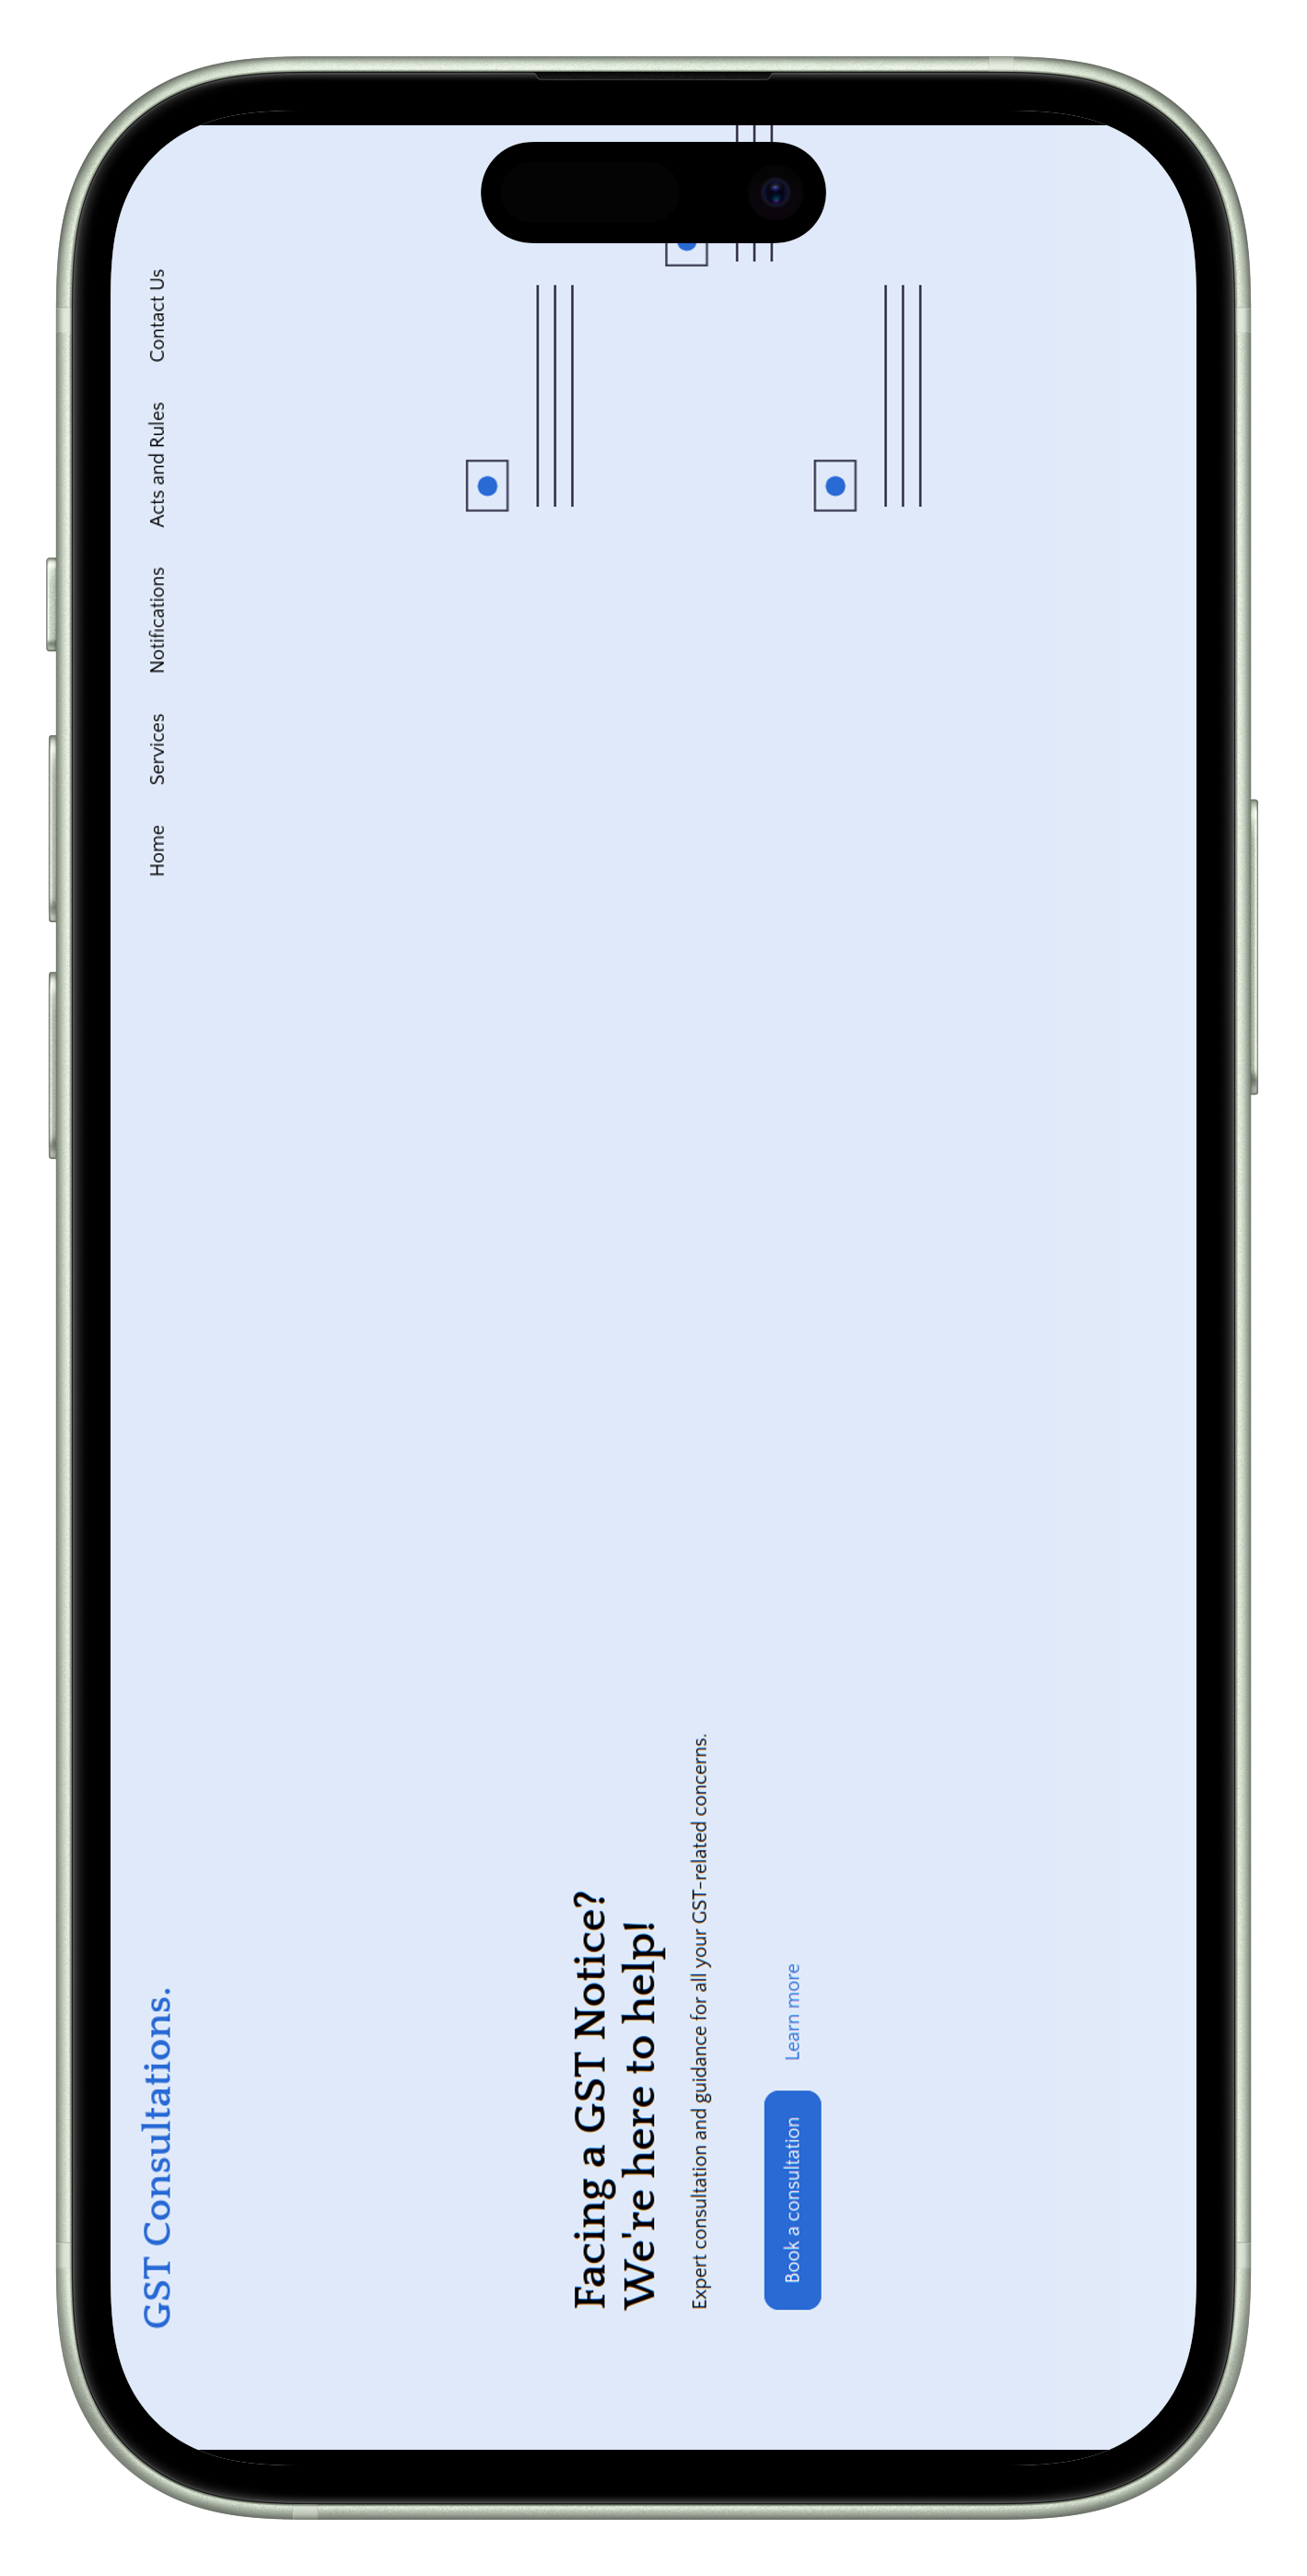 GST Consultations.
Home Services Notifications Acts and Rules Contact Us
Facing a GST Notice?
We're here to help!
Expert consultation and guidance for all your GST-related concerns.
Book a consultation Learn more